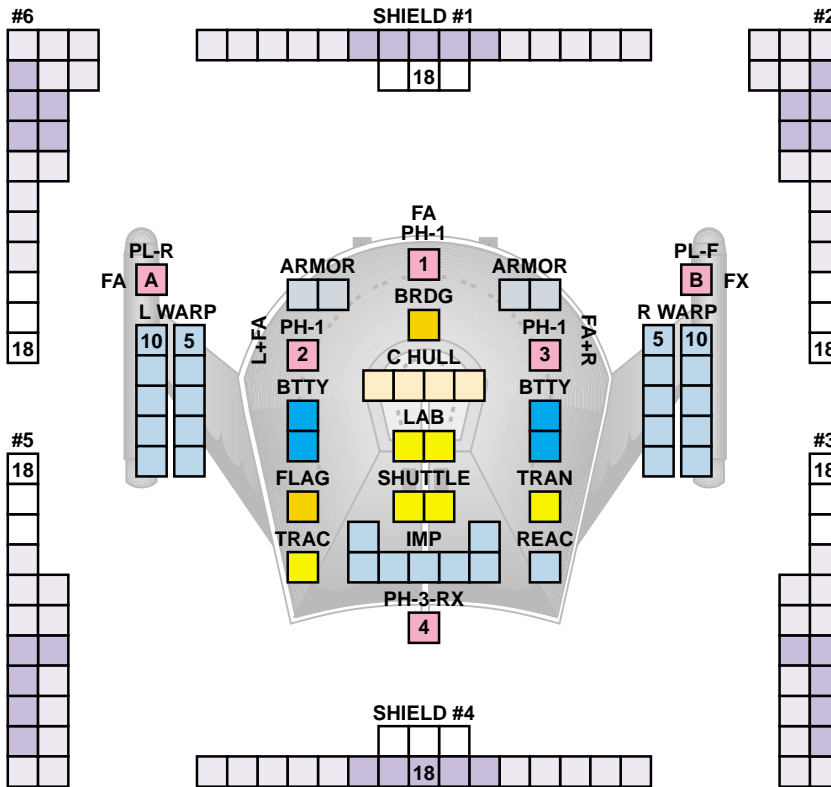 #6 SHIELD #1 #2
18
FA
PH-1
PL-R PL-F
FA A ARMOR 1 ARMOR B FX
BRDG
L WARP R WARP
10 5 L+FA PH-1 PH-1 FA+R 5 10
18 2 C HULL 3 18
BTTY BTTY
LAB
#5 #3
18 FLAG SHUTTLE TRAN 18
TRAC IMP REAC
PH-3-RX
4
SHIELD #4
18